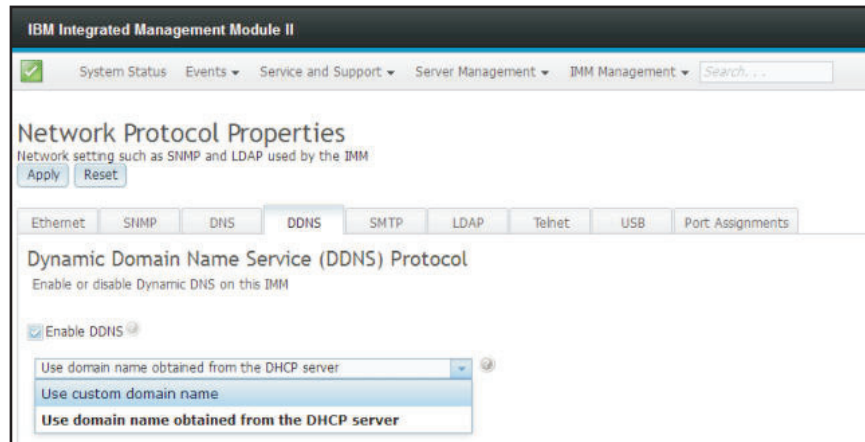 IBM Integrated Management Module II
System Status Events Service and Support Server Management IMM Management Search. . .
Network Protocol Properties
Network setting such as SNMP and LDAP used by the IMM
Apply Reset
Ethernet SNMP DNS DDNS SMTP LDAP Telnet USB Port Assignments
Dynamic Domain Name Service (DDNS) Protocol
Enable or disable Dynamic DNS on this IMM
Enable DDNS
Use domain name obtained from the DHCP server
Use custom domain name
Use domain name obtained from the DHCP server